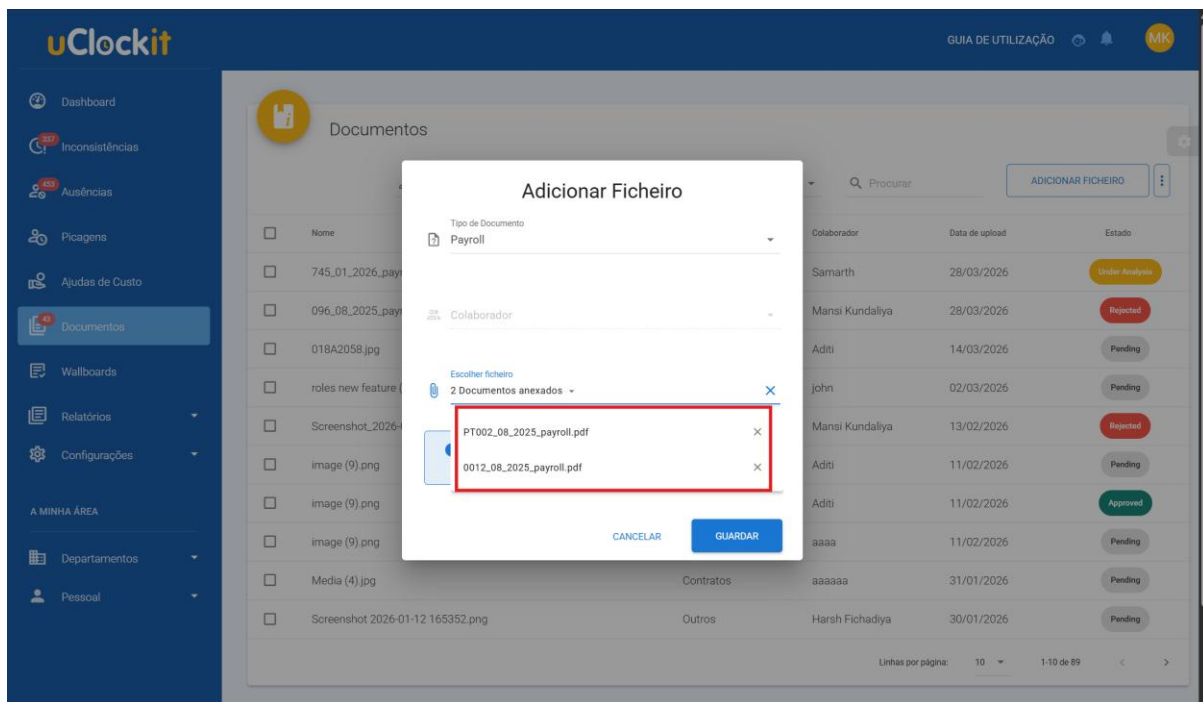 uClockit
GUIA DE UTILIZAÇÃO
MK
Dashboard
357
Inconsistências
453
Ausências
Picagens
Ajudas de Custo
43
Documentos
Wallboards
Relatórios
Configurações
A MINHA ÁREA
Departamentos
Pessoal
Documentos
Procurar
ADICIONAR FICHEIRO
Nome Colaborador Data de upload Estado
745_01_2026_payr Samarth 28/03/2026 Under Analysis
096_08_2025_payr Mansi Kundaliya 28/03/2026 Rejected
018A2058.jpg Aditi 14/03/2026 Pending
roles new feature ( john 02/03/2026 Pending
Screenshot_2026- Mansi Kundaliya 13/02/2026 Rejected
image (9).png Aditi 11/02/2026 Pending
image (9).png Aditi 11/02/2026 Approved
image (9).png aaaa 11/02/2026 Pending
Media (4).jpg Contratos aaaaaa 31/01/2026 Pending
Screenshot 2026-01-12 165352.png Outros Harsh Fichadiya 30/01/2026 Pending
Linhas por página: 10 1-10 de 89
Adicionar Ficheiro
Tipo de Documento
Payroll
Colaborador
Escolher ficheiro
2 Documentos anexados
PT002_08_2025_payroll.pdf
0012_08_2025_payroll.pdf
CANCELAR GUARDAR